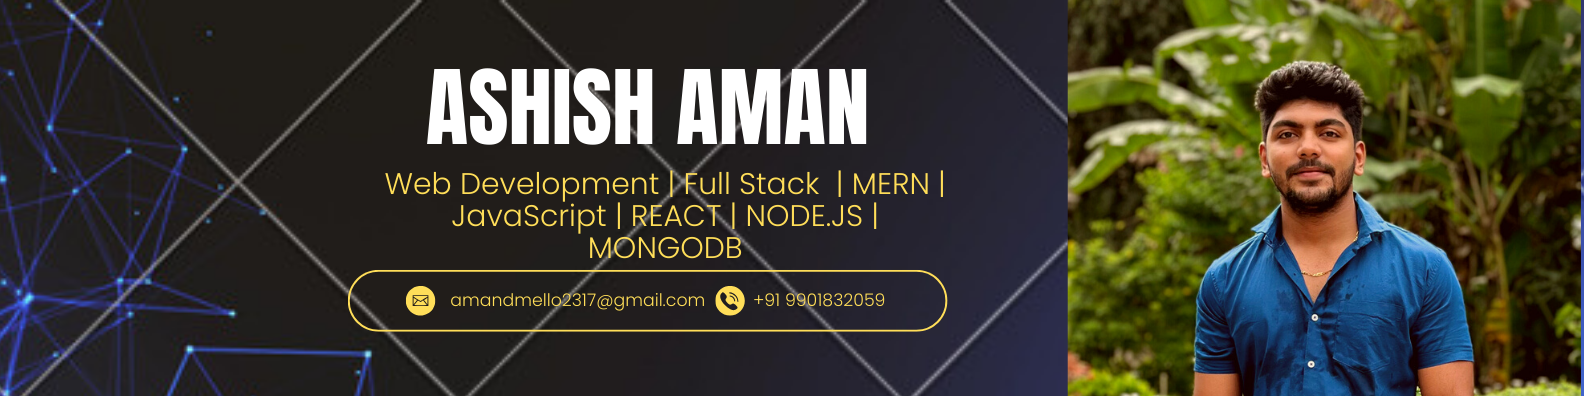 ASHISH AMAN
Web Development | Full Stack | MERN |
JavaScript | REACT | NODE.JS |
MONGODB
amandmello2317@gmail.com +91 9901832059